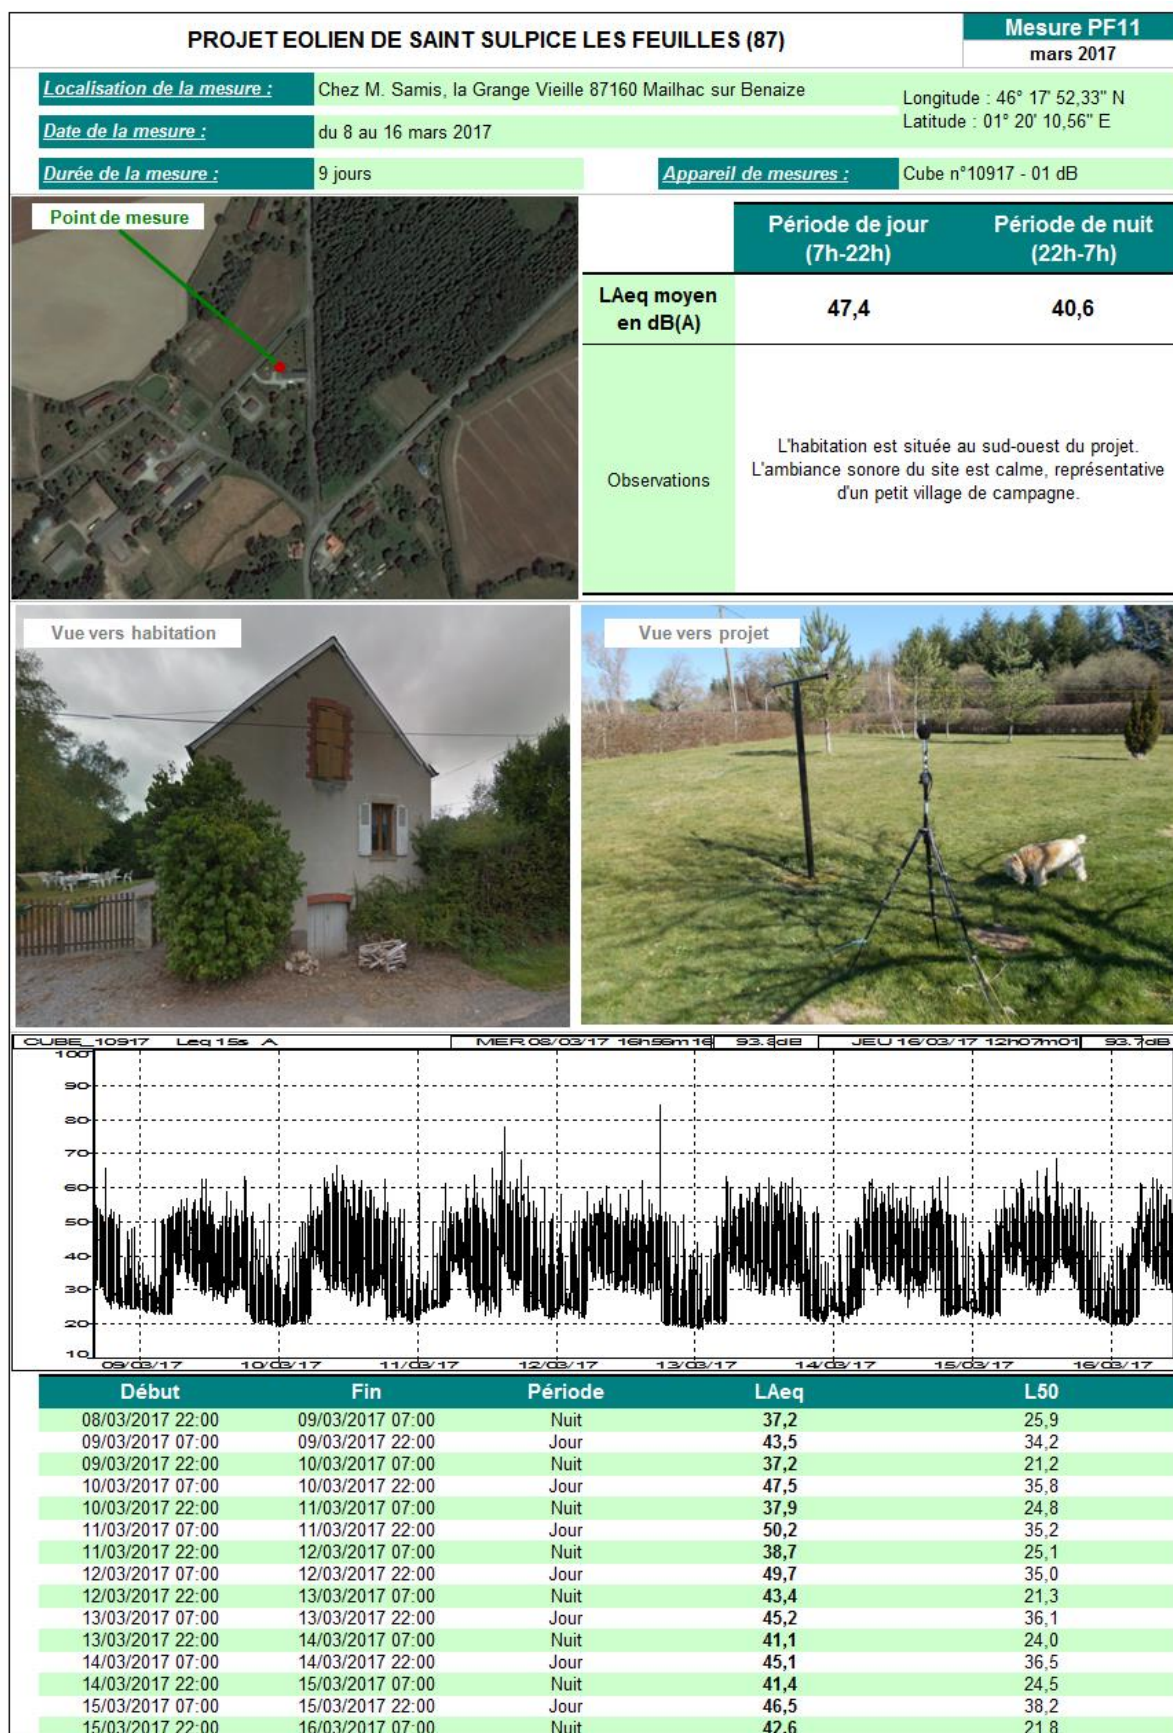 PROJET EOLIEN DE SAINT SULPICE LES FEUILLES (87)
Mesure PF11
mars 2017
Localisation de la mesure :
Chez M. Samis, la Grange Vieille 87160 Mailhac sur Benaize
Longitude : 46° 17' 52,33" N
Latitude : 01° 20' 10,56" E
Date de la mesure :
du 8 au 16 mars 2017
Durée de la mesure :
9 jours
Appareil de mesures :
Cube n°10917 - 01 dB
Point de mesure
Période de jour
(7h-22h)
Période de nuit
(22h-7h)
LAeq moyen
en dB(A)
47,4
40,6
Observations
L'habitation est située au sud-ouest du projet.
L'ambiance sonore du site est calme, représentative
d'un petit village de campagne.
Vue vers habitation
Vue vers projet
CUBE_10917 Leq 15s A MER 08/03/17 16h56m16 93.8dB JEU 16/03/17 12h07m01 93.7dB
100
90
80
70
60
50
40
30
20
10
09/03/17 10/03/17 11/03/17 12/03/17 13/03/17 14/03/17 15/03/17 16/03/17
Début Fin Période LAeq L50
08/03/2017 22:00 09/03/2017 07:00 Nuit 37,2 25,9
09/03/2017 07:00 09/03/2017 22:00 Jour 43,5 34,2
09/03/2017 22:00 10/03/2017 07:00 Nuit 37,2 21,2
10/03/2017 07:00 10/03/2017 22:00 Jour 47,5 35,8
10/03/2017 22:00 11/03/2017 07:00 Nuit 37,9 24,8
11/03/2017 07:00 11/03/2017 22:00 Jour 50,2 35,2
11/03/2017 22:00 12/03/2017 07:00 Nuit 38,7 25,1
12/03/2017 07:00 12/03/2017 22:00 Jour 49,7 35,0
12/03/2017 22:00 13/03/2017 07:00 Nuit 43,4 21,3
13/03/2017 07:00 13/03/2017 22:00 Jour 45,2 36,1
13/03/2017 22:00 14/03/2017 07:00 Nuit 41,1 24,0
14/03/2017 07:00 14/03/2017 22:00 Jour 45,1 36,5
14/03/2017 22:00 15/03/2017 07:00 Nuit 41,4 24,5
15/03/2017 07:00 15/03/2017 22:00 Jour 46,5 38,2
15/03/2017 22:00 16/03/2017 07:00 Nuit 42,6 21,8